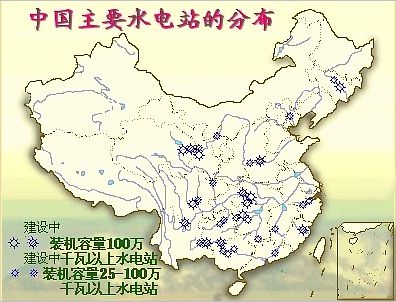 中国主要水电站的分布
建设中
装机容量100万
建设中千瓦以上水电站
装机容量25-100万
千瓦以上水电站